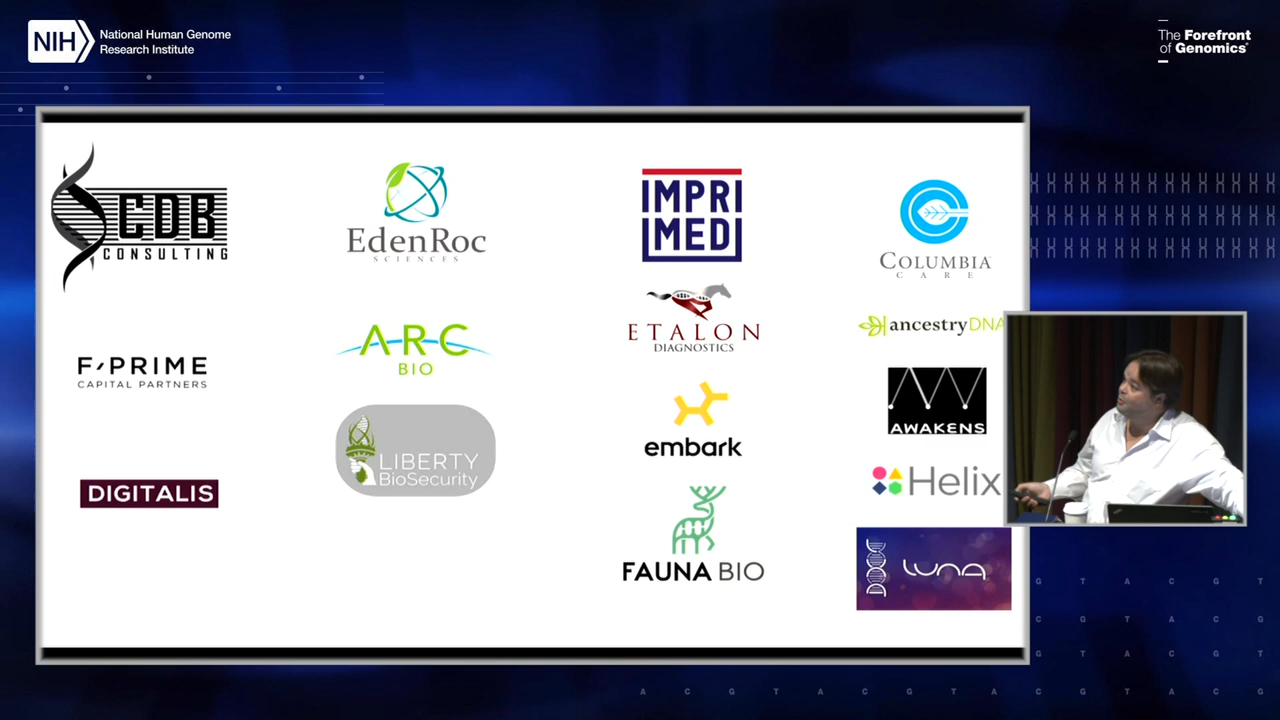 NIH
National Human Genome
Research Institute
The Forefront
of Genomics®
CDB
CONSULTING
EdenRoc
SCIENCES
IMPRI
MED
COLUMBIA
CARE
ETALON
DIAGNOSTICS
ancestryDNA
F-PRIME
CAPITAL PARTNERS
ARC
BIO
embark
AWAKENS
LIBERTY
BioSecurity
DIGITALIS
Helix
FAUNA BIO
LUNA
G T A C G T
C G T A C G
G T A C G T
A C G T A C G T A C G T A C G T A C G